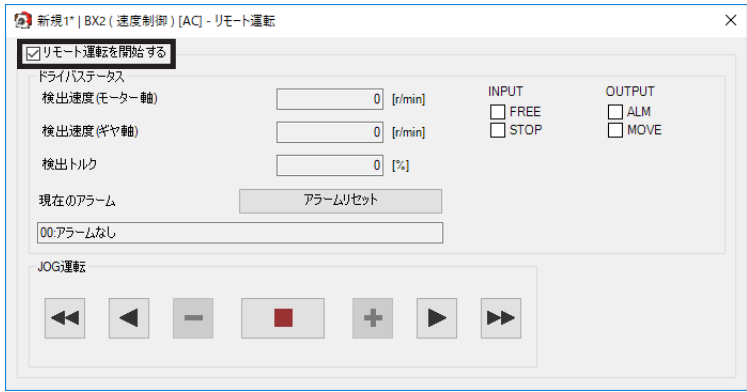 新規1* | BX2 ( 速度制御 ) [AC] - リモート運転
リモート運転を開始する
ドライバステータス
検出速度(モーター軸)
0 [r/min]
検出速度(ギヤ軸)
0 [r/min]
検出トルク
0 [%]
INPUT
FREE
STOP
OUTPUT
ALM
MOVE
現在のアラーム
アラームリセット
00:アラームなし
JOG運転